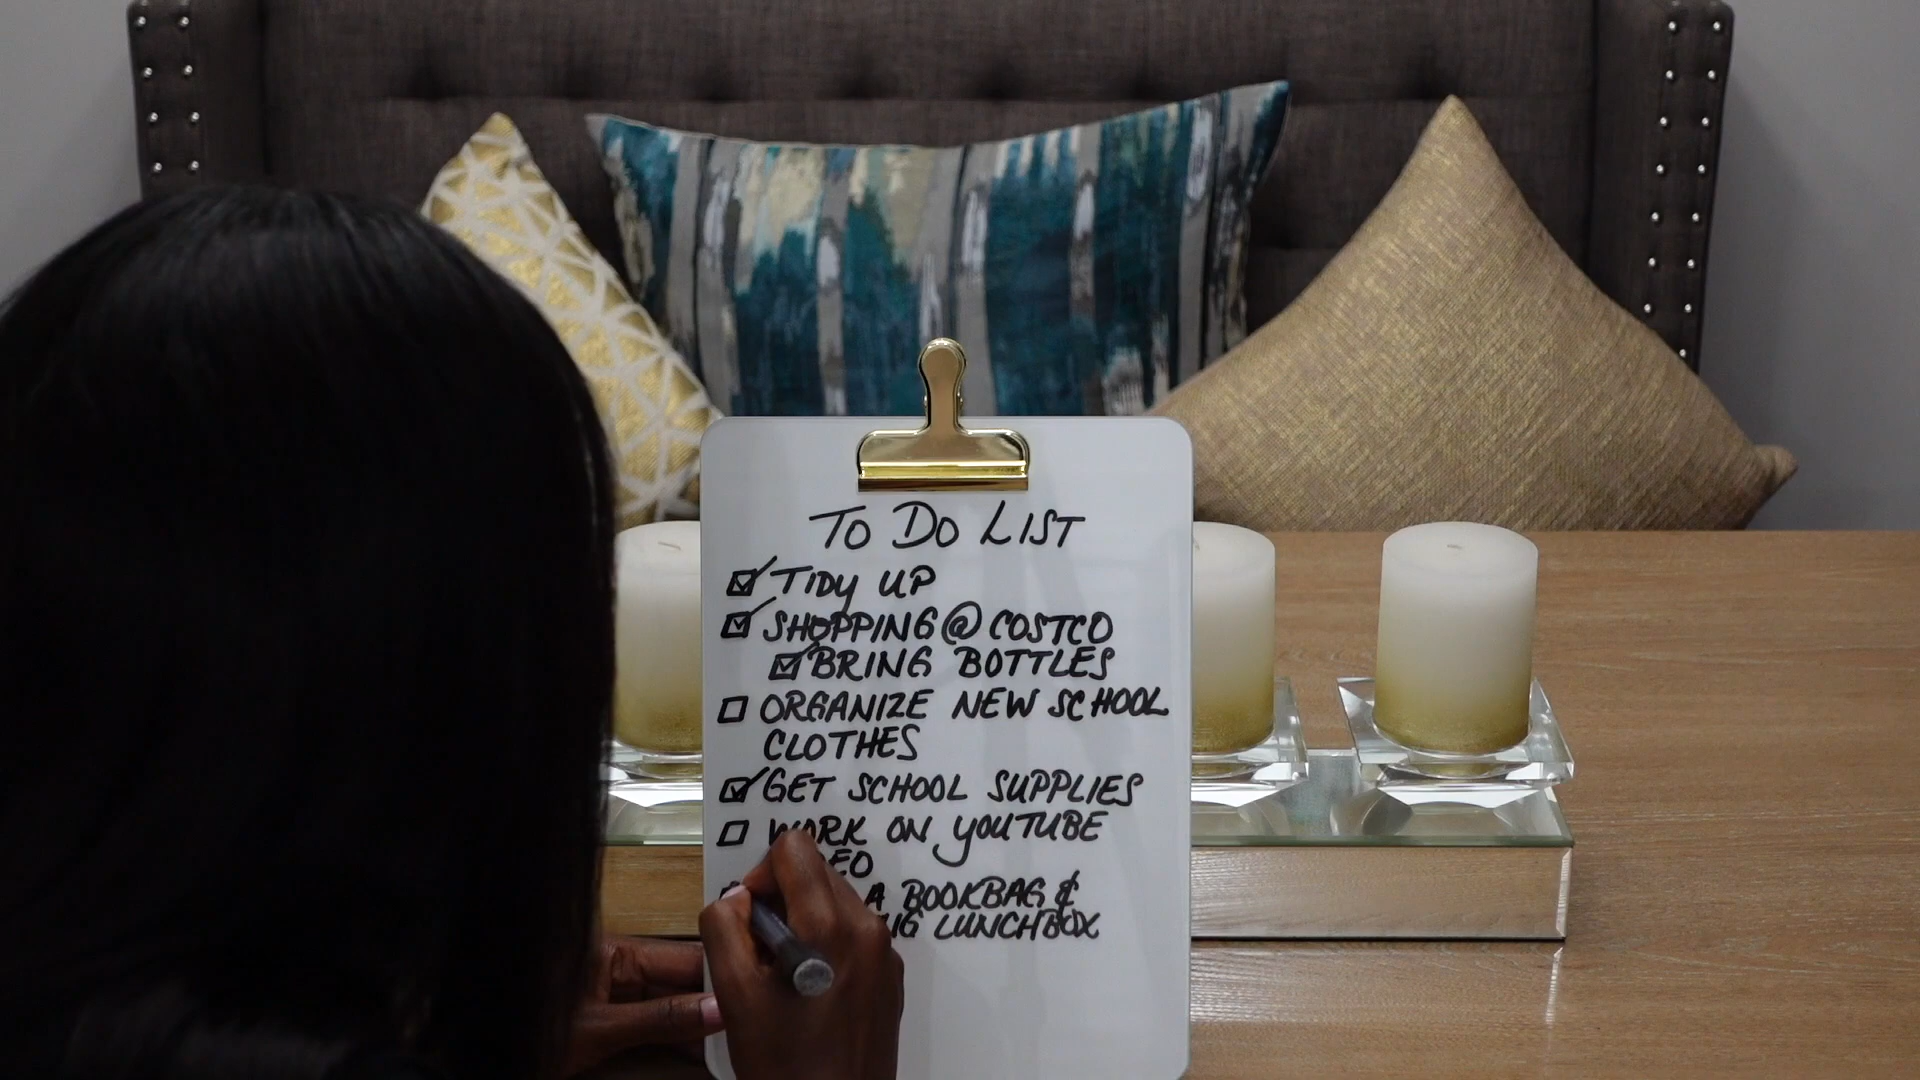 TO DO LIST
☑ TIDY UP
☑ SHOPPING @ COSTCO
☑ BRING BOTTLES
☐ ORGANIZE NEW SCHOOL
CLOTHES
☑ GET SCHOOL SUPPLIES
☐ WORK ON YOUTUBE
A BOOKBAG &
LUNCHBOX